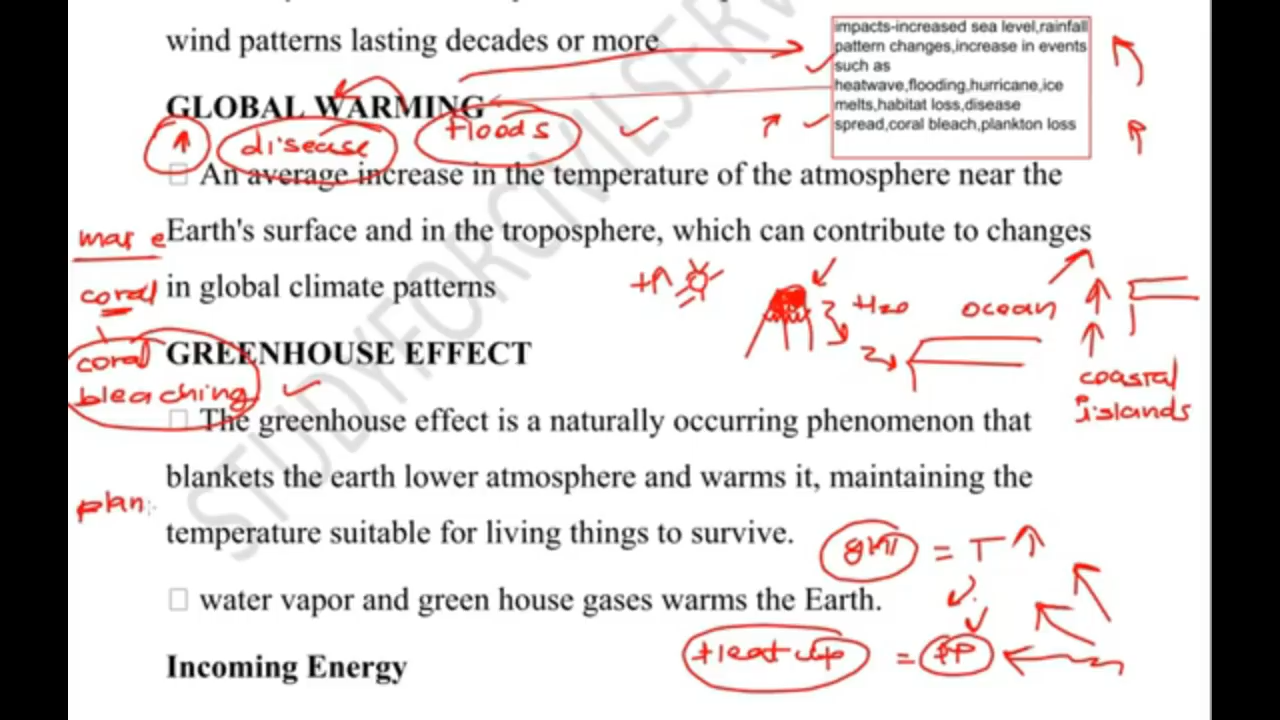 wind patterns lasting decades or more
impacts-increased sea level,rainfall
pattern changes,increase in events
such as
heatwave,flooding,hurricane,ice
melts,habitat loss,disease
spread,coral bleach,plankton loss
GLOBAL WARMING
disease
floods
An average increase in the temperature of the atmosphere near the
Earth's surface and in the troposphere, which can contribute to changes
in global climate patterns
coral
H2O
ocean
GREENHOUSE EFFECT
coral
bleaching
coastal
islands
The greenhouse effect is a naturally occurring phenomenon that
blankets the earth lower atmosphere and warms it, maintaining the
plan
temperature suitable for living things to survive.
= T
water vapor and green house gases warms the Earth.
Heat up =
Incoming Energy